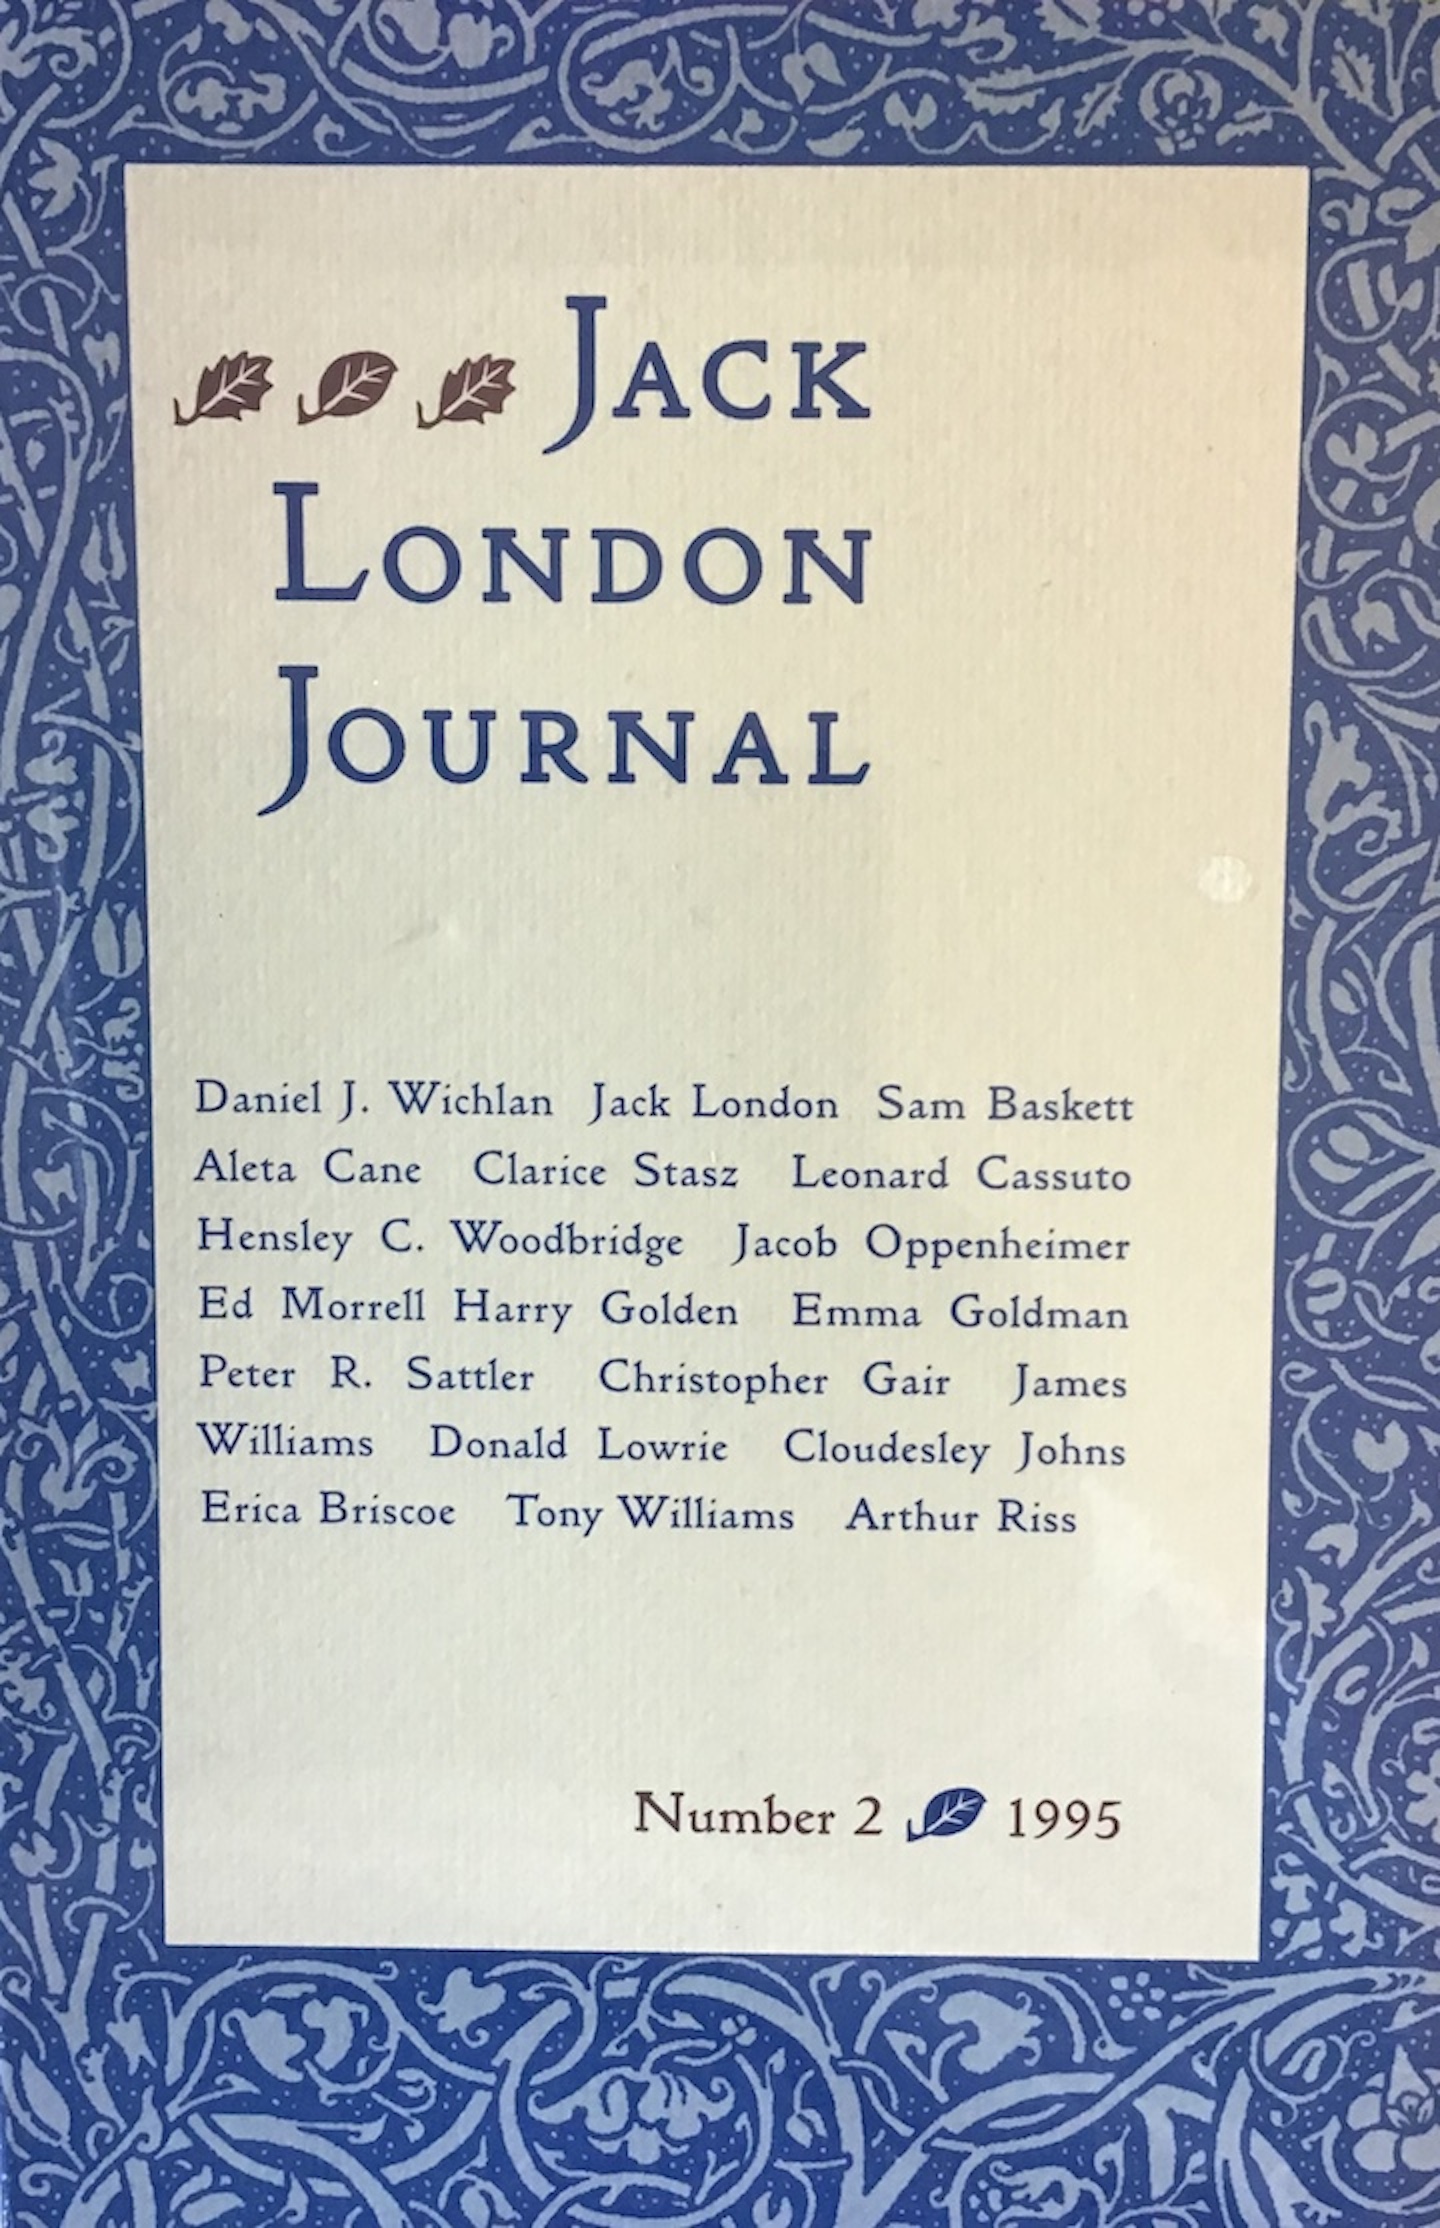 Jack
London
Journal
Daniel J. Wichlan Jack London Sam Baskett
Aleta Cane Clarice Stasz Leonard Cassuto
Hensley C. Woodbridge Jacob Oppenheimer
Ed Morrell Harry Golden Emma Goldman
Peter R. Sattler Christopher Gair James
Williams Donald Lowrie Cloudesley Johns
Erica Briscoe Tony Williams Arthur Riss
Number 2 1995